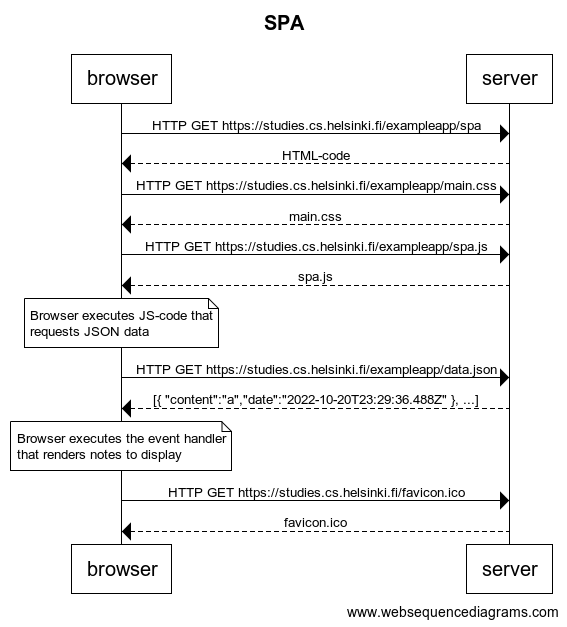 SPA
browser server
HTTP GET https://studies.cs.helsinki.fi/exampleapp/spa
HTML-code
HTTP GET https://studies.cs.helsinki.fi/exampleapp/main.css
main.css
HTTP GET https://studies.cs.helsinki.fi/exampleapp/spa.js
spa.js
Browser executes JS-code that
requests JSON data
HTTP GET https://studies.cs.helsinki.fi/exampleapp/data.json
[{ "content":"a","date":"2022-10-20T23:29:36.488Z" }, ...]
Browser executes the event handler
that renders notes to display
HTTP GET https://studies.cs.helsinki.fi/favicon.ico
favicon.ico
browser server
www.websequencediagrams.com